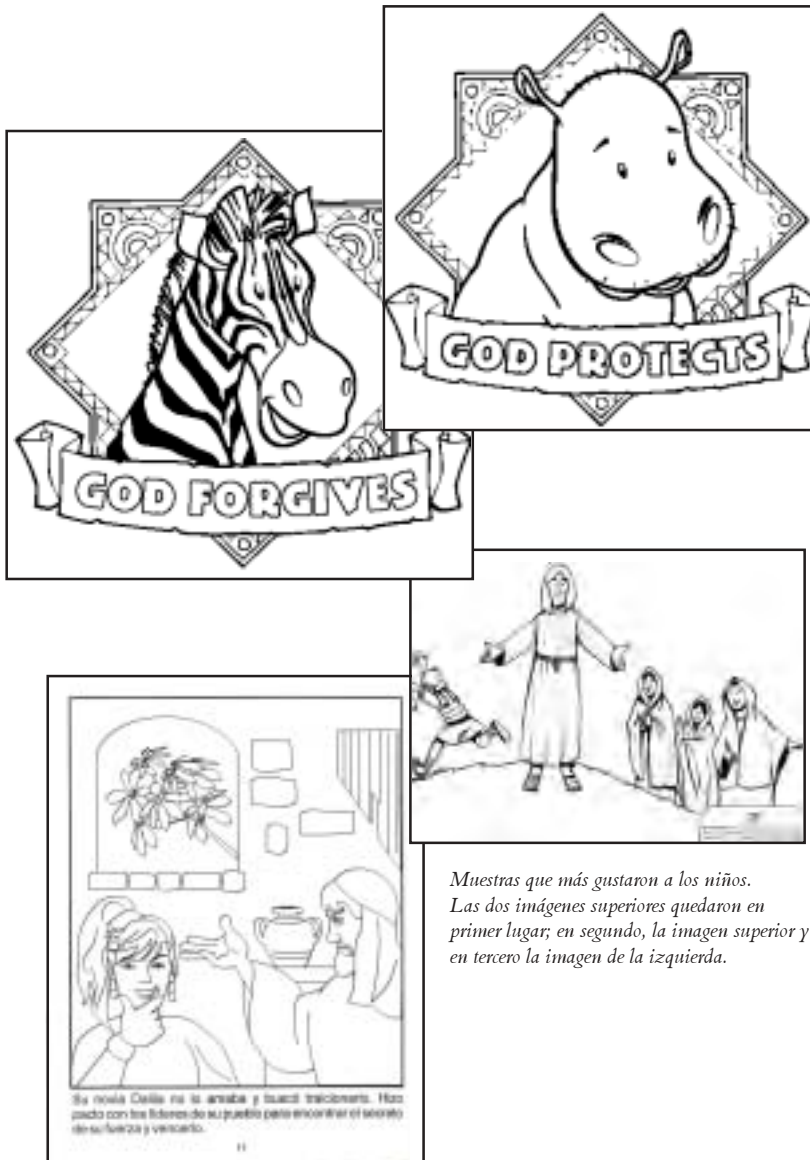 GOD PROTECTS
GOD FORGIVES
Muestras que más gustaron a los niños.
Las dos imágenes superiores quedaron en
primer lugar; en segundo, la imagen superior y
en tercero la imagen de la izquierda.
Su novia Dalila no lo amaba y buscó traicionarlo. Hizo
pacto con los líderes de su pueblo para encontrar el secreto
de su fuerza y vencerlo.
11